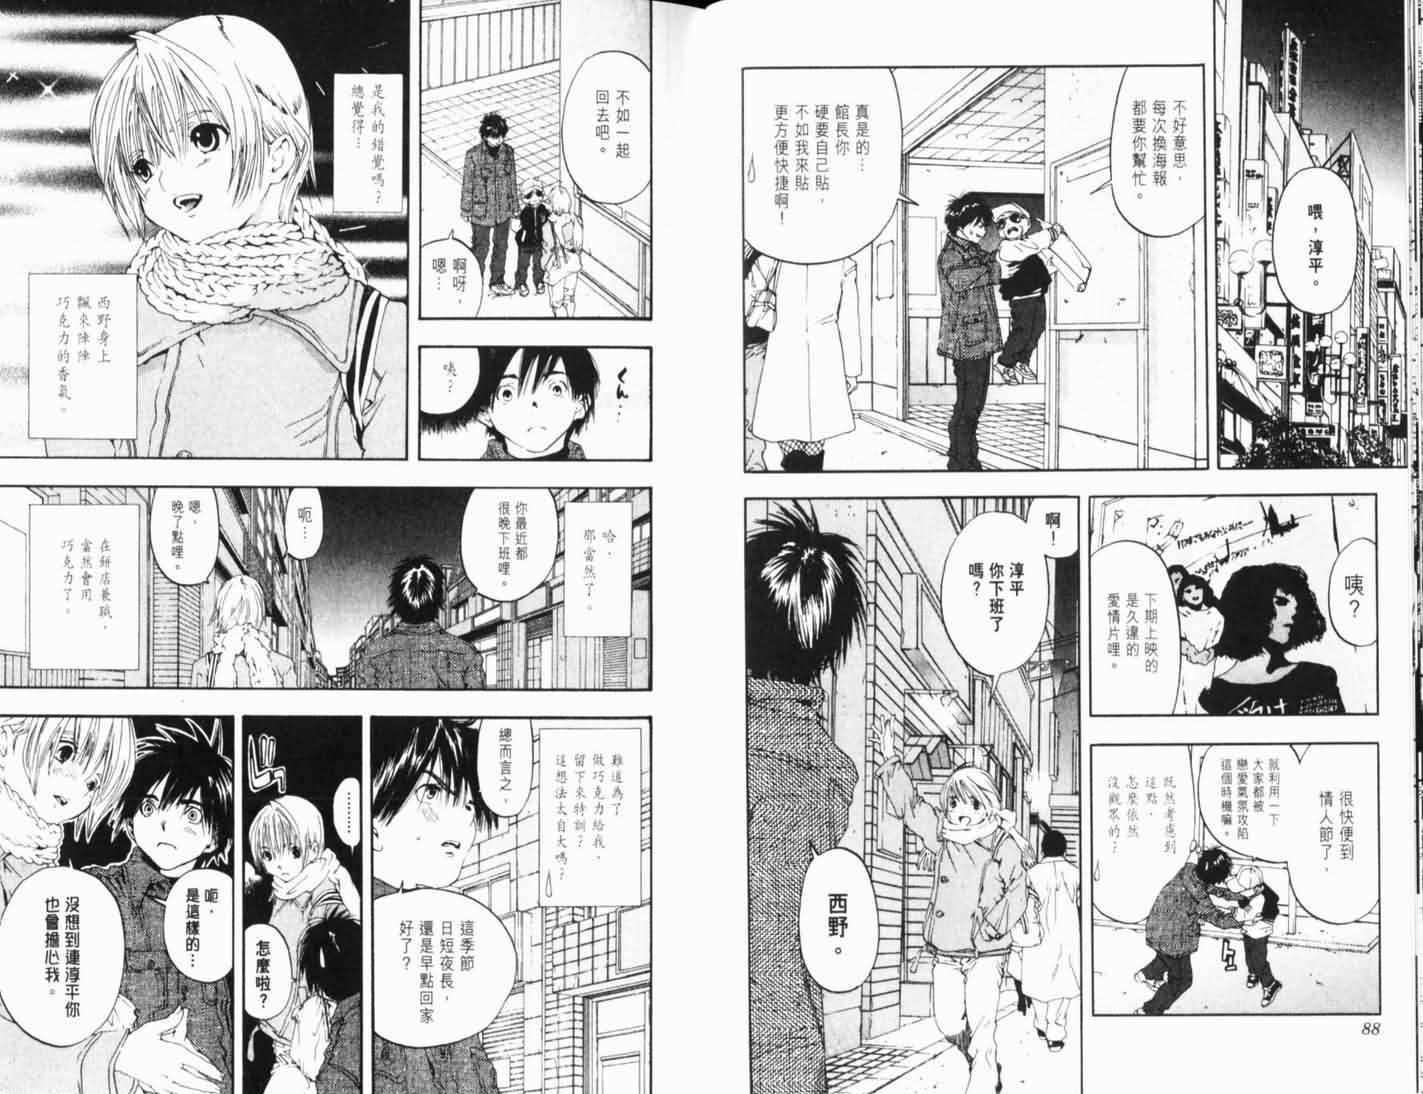 喂，淳平。
不好意思，
每次換海報
都要你幫忙。
真是的…
館長你
硬要自己貼，
不如我來貼
更方便快捷啊！
咦？
下期上映的
是久違的
愛情片哩。
很快便到
情人節了，
就利用一下
大家都被
戀愛氣氛攻陷
這個時機嘛。
既然考慮到
這點，
怎麼依然
沒觀眾的？
啊！
淳平
你下班了
嗎？
西野。
88
不如一起
回去吧。
啊呀，
嗯…
咦？
くん…
是我的錯覺嗎？
總覺得…
西野身上
飄來陣陣
巧克力的香氣。
哈，
那當然了。
你最近都
很晚下班哩。
呃…
嗯，
晚了點哩。
在餅店兼職，
當然會用
巧克力了。
難道為了
做巧克力給我，
留下來特訓？
這想法太自大嗎？
總而言之，
這季節
日短夜長，
還是早點回家
好了？
………
怎麼啦？
呃，
是這樣的…
沒想到連淳平你
也會擔心我。